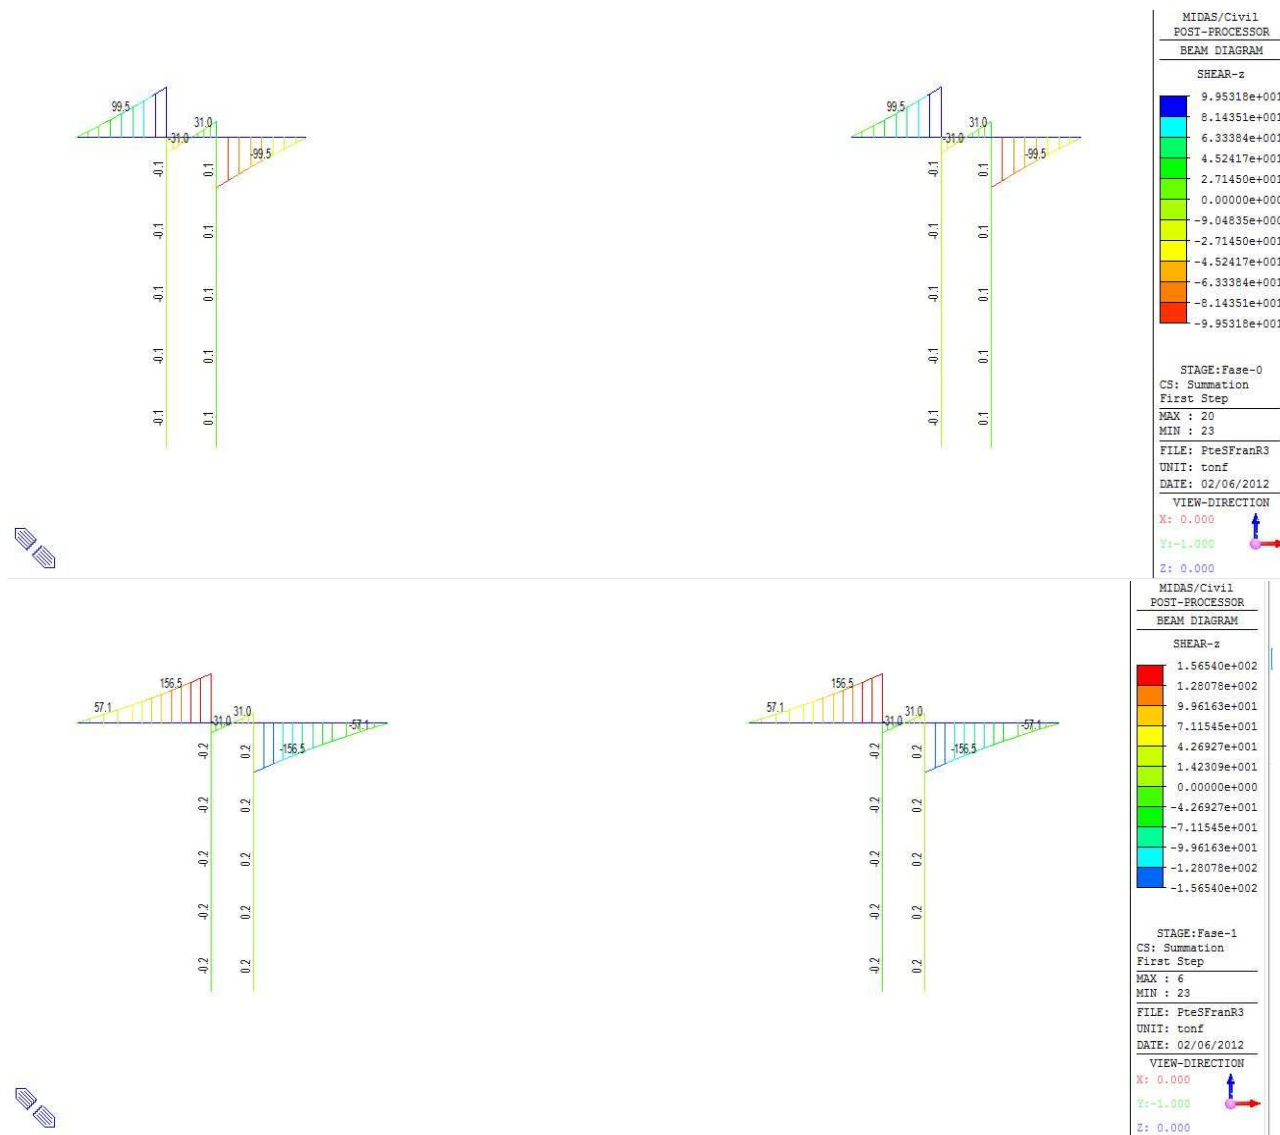 MIDAS/Civil
POST-PROCESSOR
BEAM DIAGRAM
SHEAR-z
9.95318e+001
8.14351e+001
6.33384e+001
4.52417e+001
2.71450e+001
0.00000e+000
-9.04835e+000
-2.71450e+001
-4.52417e+001
-6.33384e+001
-8.14351e+001
-9.95318e+001
STAGE:Fase-0
CS: Summation
First Step
MAX : 20
MIN : 23
FILE: PteSFranR3
UNIT: tonf
DATE: 02/06/2012
VIEW-DIRECTION
X: 0.000
Y:-1.000
Z: 0.000
99.5 99.5
31.0 31.0
-31.0 -31.0
-99.5 -99.5
-0.1 0.1 -0.1 0.1
-0.1 0.1 -0.1 0.1
-0.1 0.1 -0.1 0.1
-0.1 0.1 -0.1 0.1
-0.1 0.1 -0.1 0.1
MIDAS/Civil
POST-PROCESSOR
BEAM DIAGRAM
SHEAR-z
1.56540e+002
1.28078e+002
9.96163e+001
7.11545e+001
4.26927e+001
1.42309e+001
0.00000e+000
-4.26927e+001
-7.11545e+001
-9.96163e+001
-1.28078e+002
-1.56540e+002
STAGE:Fase-1
CS: Summation
First Step
MAX : 6
MIN : 23
FILE: PteSFranR3
UNIT: tonf
DATE: 02/06/2012
VIEW-DIRECTION
X: 0.000
Y:-1.000
Z: 0.000
156.5 156.5
57.1 31.0 57.1 31.0
-31.0 -57.1 -31.0 -57.1
-156.5 -156.5
-0.2 0.2 -0.2 0.2
-0.2 0.2 -0.2 0.2
-0.2 0.2 -0.2 0.2
-0.2 0.2 -0.2 0.2
-0.2 0.2 -0.2 0.2